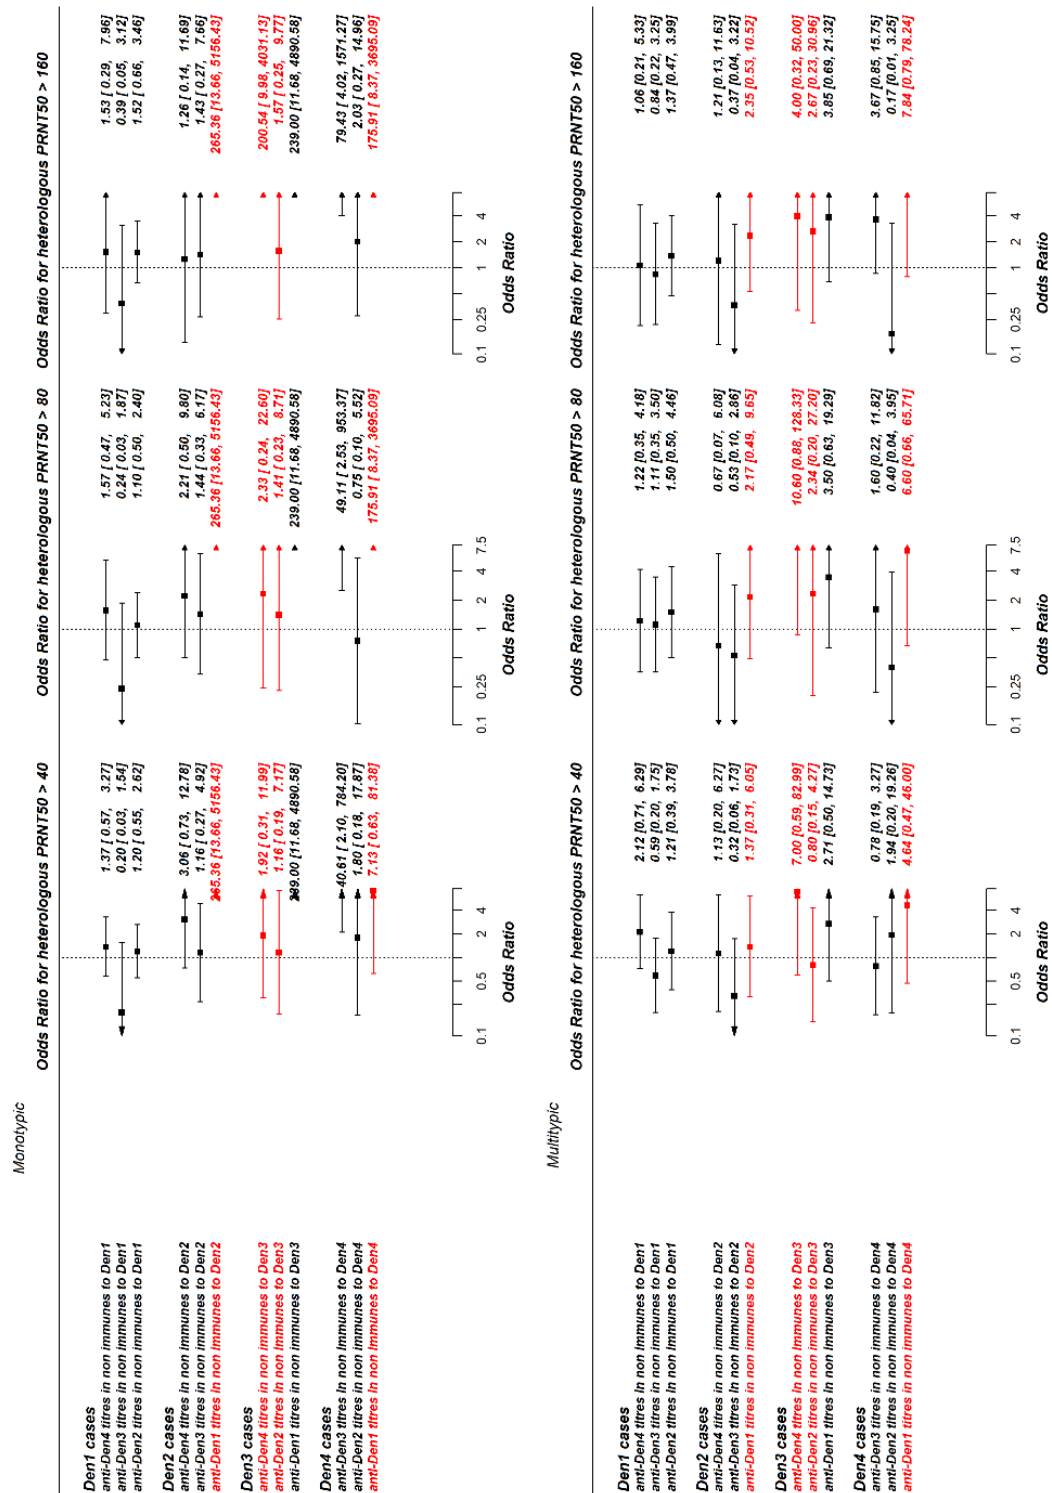 Monotypic
Odds Ratio for heterologous PRNT50 > 40 Odds Ratio for heterologous PRNT50 > 80 Odds Ratio for heterologous PRNT50 > 160
Den1 cases
anti-Den4 titres in non immunes to Den1 1.37 [ 0.57, 3.27] 1.57 [ 0.47, 5.23] 1.53 [ 0.29, 7.96]
anti-Den3 titres in non immunes to Den1 0.20 [ 0.03, 1.54] 0.24 [ 0.03, 1.87] 0.39 [ 0.05, 3.12]
anti-Den2 titres in non immunes to Den1 1.20 [ 0.55, 2.62] 1.10 [ 0.50, 2.40] 1.52 [ 0.66, 3.46]
Den2 cases
anti-Den4 titres in non immunes to Den2 3.06 [ 0.73, 12.78] 2.21 [ 0.50, 9.80] 1.26 [ 0.14, 11.69]
anti-Den3 titres in non immunes to Den2 1.16 [ 0.27, 4.92] 1.44 [ 0.33, 6.17] 1.43 [ 0.27, 7.66]
anti-Den1 titres in non immunes to Den2 265.36 [13.66, 5156.43] 265.36 [13.66, 5156.43] 265.36 [13.66, 5156.43]
Den3 cases
anti-Den4 titres in non immunes to Den3 1.92 [ 0.31, 11.99] 2.33 [ 0.24, 22.60] 200.54 [ 9.98, 4031.13]
anti-Den2 titres in non immunes to Den3 1.16 [ 0.19, 7.17] 1.41 [ 0.23, 8.71] 1.57 [ 0.25, 9.77]
anti-Den1 titres in non immunes to Den3 239.00 [11.68, 4890.58] 239.00 [11.68, 4890.58] 239.00 [11.68, 4890.58]
Den4 cases
anti-Den3 titres in non immunes to Den4 40.61 [ 2.10, 784.20] 49.11 [ 2.53, 953.37] 79.43 [ 4.02, 1571.27]
anti-Den2 titres in non immunes to Den4 1.80 [ 0.18, 17.87] 0.75 [ 0.10, 5.52] 2.03 [ 0.27, 14.96]
anti-Den1 titres in non immunes to Den4 7.13 [ 0.63, 81.38] 175.91 [ 8.37, 3695.09] 175.91 [ 8.37, 3695.09]
0.1 0.5 2 4 0.1 0.25 1 2 4 7.5 0.1 0.25 1 2 4
Odds Ratio Odds Ratio Odds Ratio
Multitypic
Odds Ratio for heterologous PRNT50 > 40 Odds Ratio for heterologous PRNT50 > 80 Odds Ratio for heterologous PRNT50 > 160
Den1 cases
anti-Den4 titres in non immunes to Den1 2.12 [0.71, 6.29] 1.22 [0.35, 4.18] 1.06 [0.21, 5.33]
anti-Den3 titres in non immunes to Den1 0.59 [0.20, 1.75] 1.11 [0.35, 3.50] 0.84 [0.22, 3.25]
anti-Den2 titres in non immunes to Den1 1.21 [0.39, 3.78] 1.50 [0.50, 4.46] 1.37 [0.47, 3.99]
Den2 cases
anti-Den4 titres in non immunes to Den2 1.13 [0.20, 6.27] 0.67 [0.07, 6.08] 1.21 [0.13, 11.63]
anti-Den3 titres in non immunes to Den2 0.32 [0.06, 1.73] 0.53 [0.10, 2.86] 0.37 [0.04, 3.22]
anti-Den1 titres in non immunes to Den2 1.37 [0.31, 6.05] 2.17 [0.49, 9.65] 2.35 [0.53, 10.52]
Den3 cases
anti-Den4 titres in non immunes to Den3 7.00 [0.59, 82.99] 10.60 [0.88, 128.33] 4.00 [0.32, 50.00]
anti-Den2 titres in non immunes to Den3 0.80 [0.15, 4.27] 2.34 [0.20, 27.20] 2.67 [0.23, 30.96]
anti-Den1 titres in non immunes to Den3 2.71 [0.50, 14.73] 3.50 [0.63, 19.29] 3.85 [0.69, 21.32]
Den4 cases
anti-Den3 titres in non immunes to Den4 0.78 [0.19, 3.27] 1.60 [0.22, 11.82] 3.67 [0.85, 15.75]
anti-Den2 titres in non immunes to Den4 1.94 [0.20, 19.26] 0.40 [0.04, 3.95] 0.17 [0.01, 3.25]
anti-Den1 titres in non immunes to Den4 4.64 [0.47, 46.00] 6.60 [0.66, 65.71] 7.84 [0.79, 78.24]
0.1 0.5 2 4 0.1 0.25 1 2 4 7.5 0.1 0.25 1 2 4
Odds Ratio Odds Ratio Odds Ratio